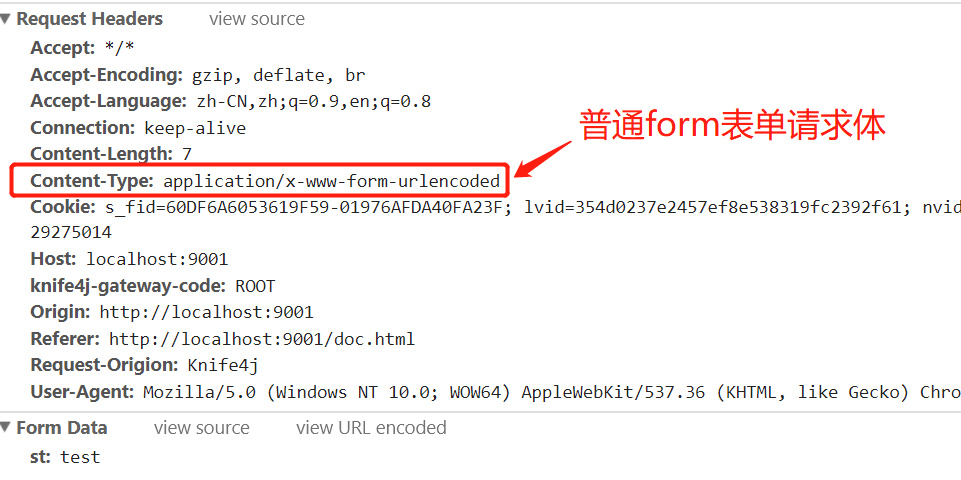 Request Headers view source
Accept: */*
Accept-Encoding: gzip, deflate, br
Accept-Language: zh-CN,zh;q=0.9,en;q=0.8
Connection: keep-alive
普通form表单请求体
Content-Length: 7
Content-Type: application/x-www-form-urlencoded
Cookie: s_fid=60DF6A6053619F59-01976AFDA40FA23F; lvid=354d0237e2457ef8e538319fc2392f61; nvid
29275014
Host: localhost:9001
knife4j-gateway-code: ROOT
Origin: http://localhost:9001
Referer: http://localhost:9001/doc.html
Request-Origion: Knife4j
User-Agent: Mozilla/5.0 (Windows NT 10.0; WOW64) AppleWebKit/537.36 (KHTML, like Gecko) Chro
Form Data view source view URL encoded
st: test